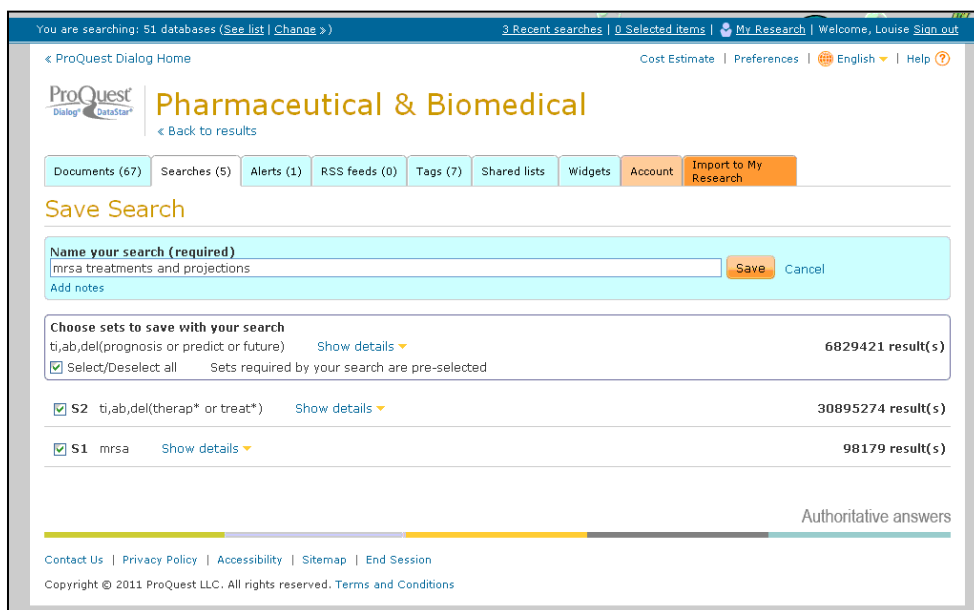 You are searching: 51 databases (See list | Change »)
3 Recent searches | 0 Selected items | My Research | Welcome, Louise Sign out
« ProQuest Dialog Home
Cost Estimate | Preferences | English | Help ?
ProQuest
Dialog® DataStar®
Pharmaceutical & Biomedical
« Back to results
Documents (67)
Searches (5)
Alerts (1)
RSS feeds (0)
Tags (7)
Shared lists
Widgets
Account
Import to My
Research
Save Search
Name your search (required)
mrsa treatments and projections
Save
Cancel
Add notes
Choose sets to save with your search
ti,ab,del(prognosis or predict or future) Show details
6829421 result(s)
Select/Deselect all Sets required by your search are pre-selected
S2 ti,ab,del(therap* or treat*) Show details
30895274 result(s)
S1 mrsa Show details
98179 result(s)
Authoritative answers
Contact Us | Privacy Policy | Accessibility | Sitemap | End Session
Copyright © 2011 ProQuest LLC. All rights reserved. Terms and Conditions